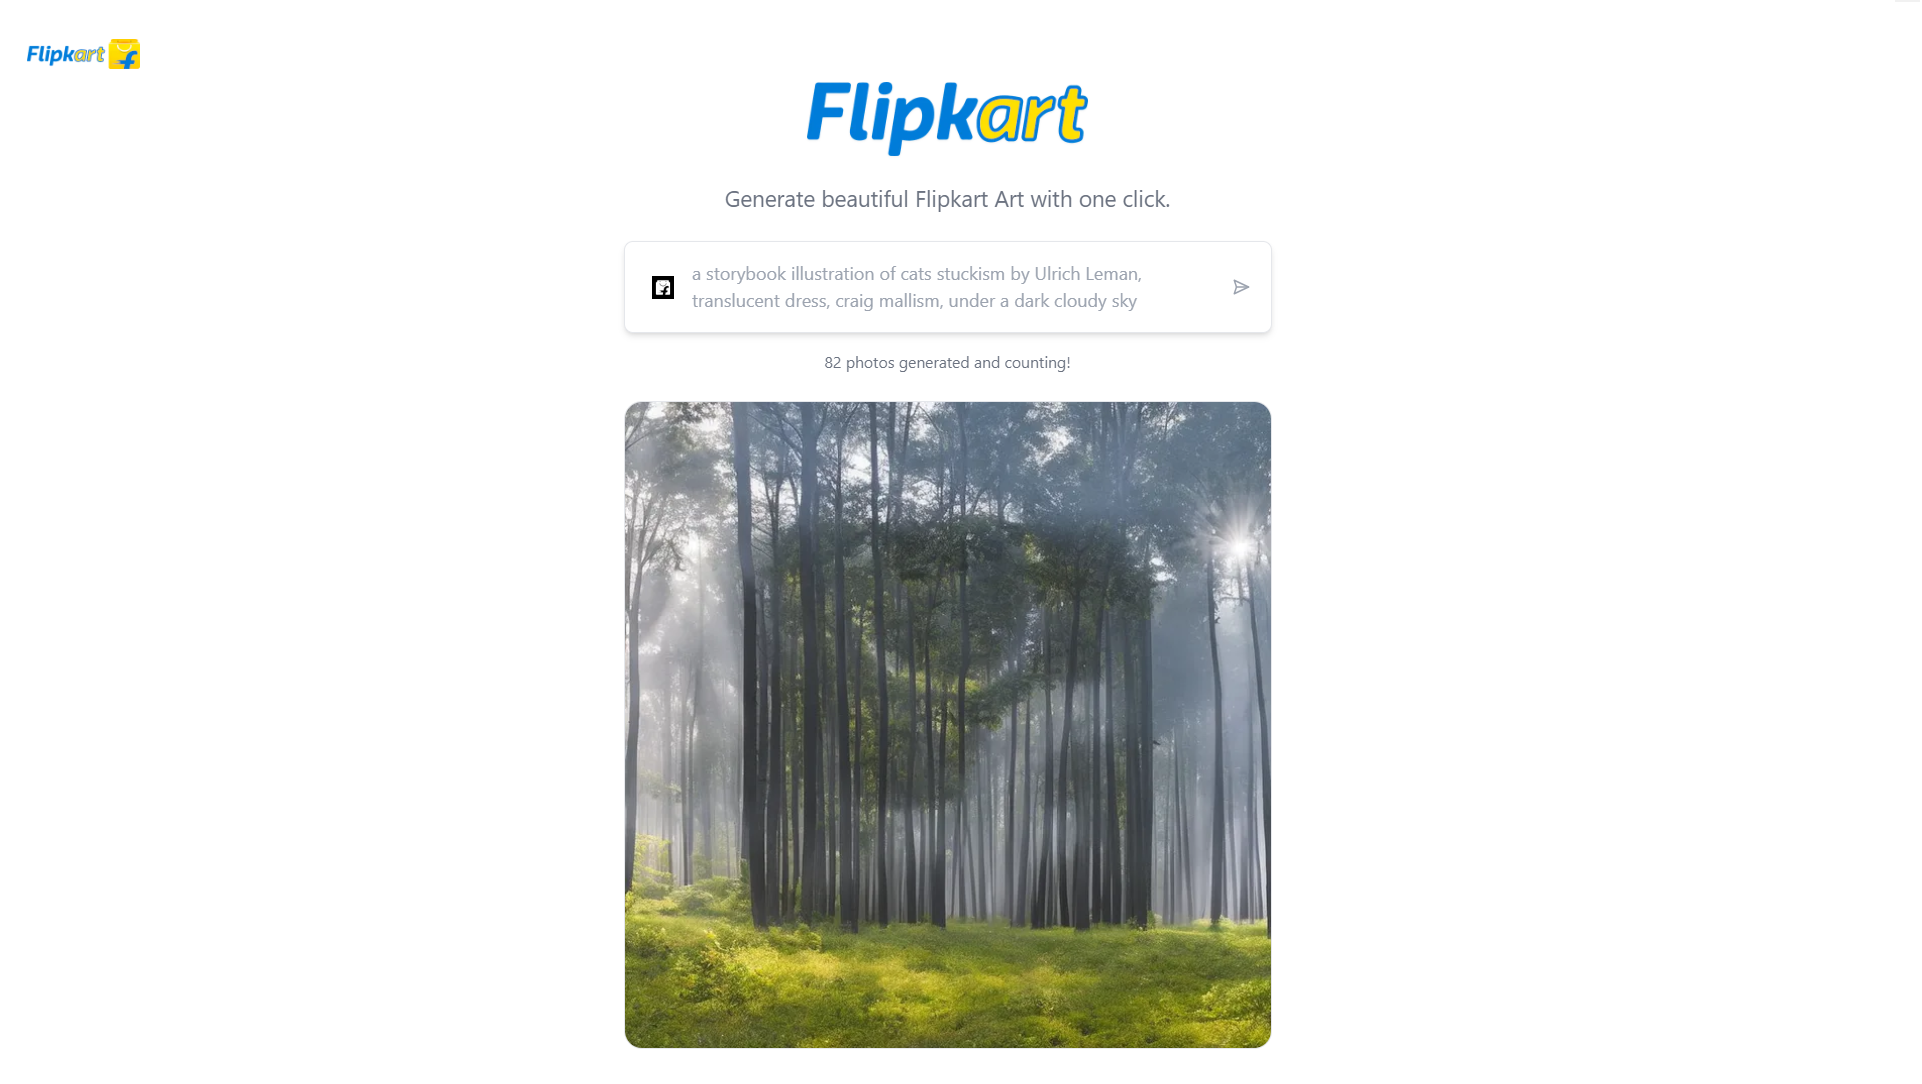 Flipkart
Flipkart
Generate beautiful Flipkart Art with one click.
a storybook illustration of cats stuckism by Ulrich Leman,
translucent dress, craig mallism, under a dark cloudy sky
82 photos generated and counting!